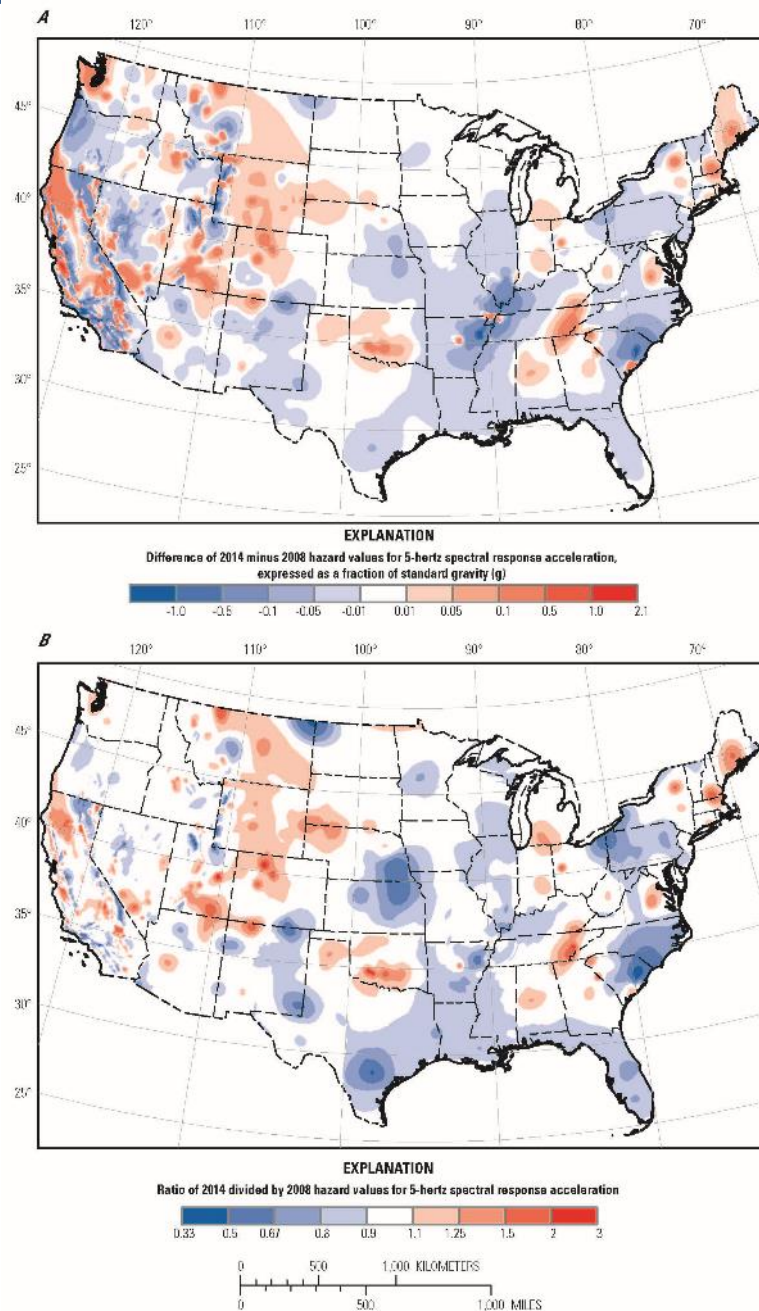 A
120° 110° 100° 90° 80° 70°
45°
40°
35°
30°
25°
EXPLANATION
Difference of 2014 minus 2008 hazard values for 5-hertz spectral response acceleration,
expressed as a fraction of standard gravity (g)
-1.0 -0.5 -0.1 -0.05 -0.01 0.01 0.05 0.1 0.5 1.0 2.1
B
120° 110° 100° 90° 80° 70°
45°
40°
35°
30°
25°
EXPLANATION
Ratio of 2014 divided by 2008 hazard values for 5-hertz spectral response acceleration
0.33 0.5 0.67 0.8 0.9 1.1 1.25 1.5 2 3
0 500 1,000 KILOMETERS
0 500 1,000 MILES